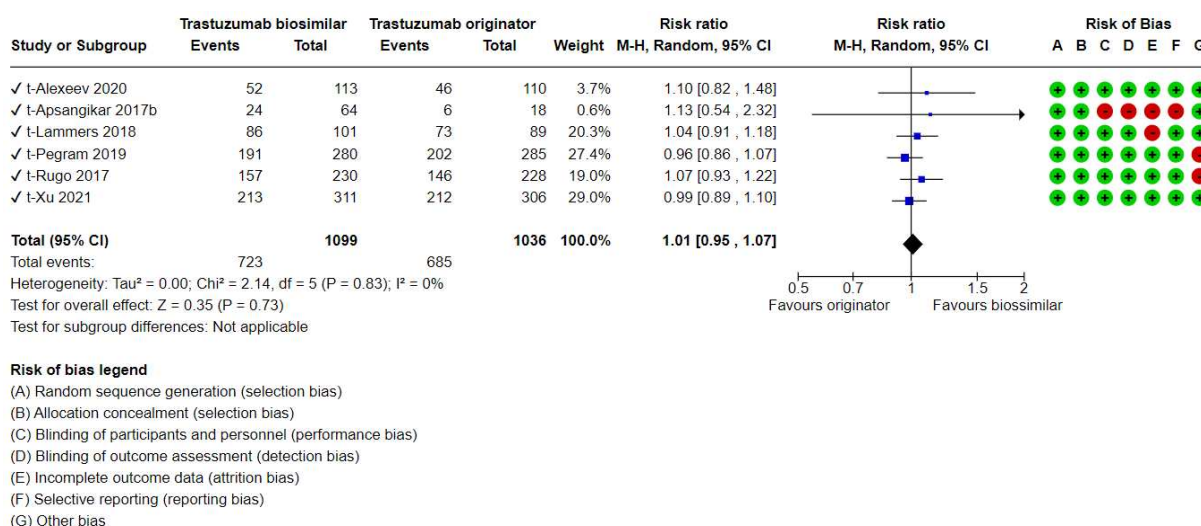 Trastuzumab biosimilar Trastuzumab originator Risk ratio Risk ratio Risk of Bias
Study or Subgroup Events Total Events Total Weight M-H, Random, 95% CI M-H, Random, 95% CI A B C D E F G
✓ t-Alexeev 2020 52 113 46 110 3.7% 1.10 [0.82 , 1.48] + + + + + + +
✓ t-Apsangikar 2017b 24 64 6 18 0.6% 1.13 [0.54 , 2.32] + + - - - - +
✓ t-Lammers 2018 86 101 73 89 20.3% 1.04 [0.91 , 1.18] + + + + - + +
✓ t-Pegram 2019 191 280 202 285 27.4% 0.96 [0.86 , 1.07] + + + + + + -
✓ t-Rugo 2017 157 230 146 228 19.0% 1.07 [0.93 , 1.22] + + + + + + -
✓ t-Xu 2021 213 311 212 306 29.0% 0.99 [0.89 , 1.10] + + + + + + +
Total (95% CI) 1099 1036 100.0% 1.01 [0.95 , 1.07]
Total events: 723 685
Heterogeneity: Tau² = 0.00; Chi² = 2.14, df = 5 (P = 0.83); I² = 0%
0.5 0.7 1 1.5 2
Test for overall effect: Z = 0.35 (P = 0.73)
Favours originator Favours biossimilar
Test for subgroup differences: Not applicable
Risk of bias legend
(A) Random sequence generation (selection bias)
(B) Allocation concealment (selection bias)
(C) Blinding of participants and personnel (performance bias)
(D) Blinding of outcome assessment (detection bias)
(E) Incomplete outcome data (attrition bias)
(F) Selective reporting (reporting bias)
(G) Other bias